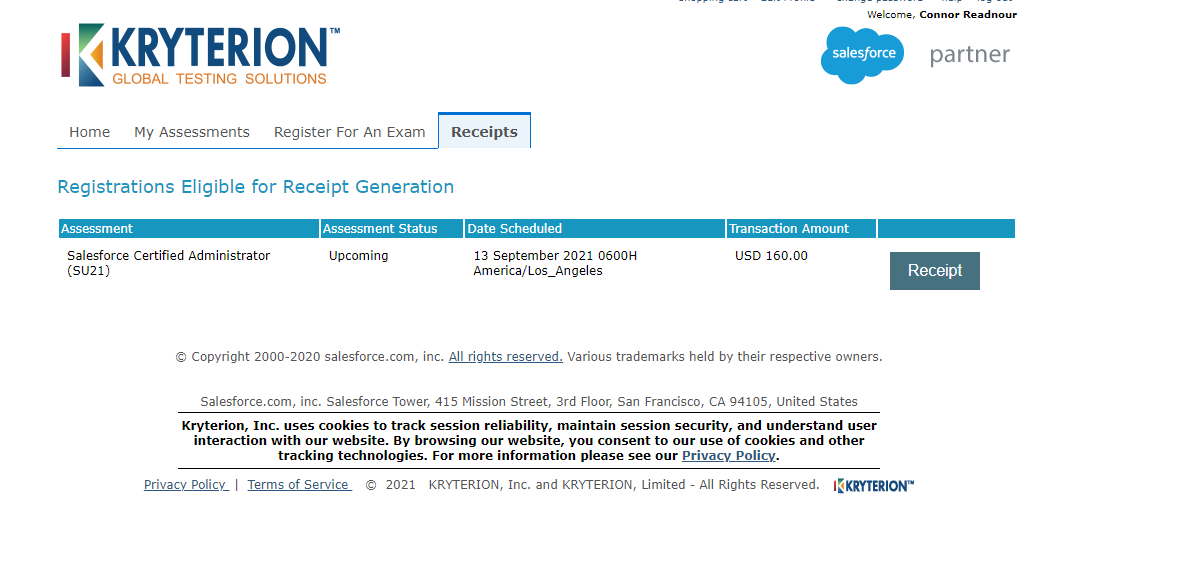 Welcome, Connor Readnour
KRYTERION™
GLOBAL TESTING SOLUTIONS
salesforce
partner
Home My Assessments Register For An Exam Receipts
Registrations Eligible for Receipt Generation
Assessment Assessment Status Date Scheduled Transaction Amount
Salesforce Certified Administrator Upcoming 13 September 2021 0600H USD 160.00
(SU21) America/Los_Angeles
Receipt
© Copyright 2000-2020 salesforce.com, inc. All rights reserved. Various trademarks held by their respective owners.
Salesforce.com, inc. Salesforce Tower, 415 Mission Street, 3rd Floor, San Francisco, CA 94105, United States
Kryterion, Inc. uses cookies to track session reliability, maintain session security, and understand user
interaction with our website. By browsing our website, you consent to our use of cookies and other
tracking technologies. For more information please see our Privacy Policy.
Privacy Policy | Terms of Service © 2021 KRYTERION, Inc. and KRYTERION, Limited - All Rights Reserved. KRYTERION™